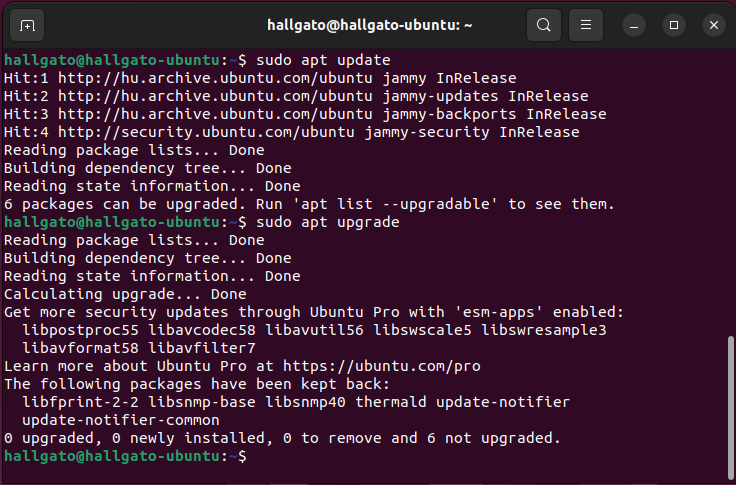 hallgato@hallgato-ubuntu: ~
hallgato@hallgato-ubuntu:~$ sudo apt update
Hit:1 http://hu.archive.ubuntu.com/ubuntu jammy InRelease
Hit:2 http://hu.archive.ubuntu.com/ubuntu jammy-updates InRelease
Hit:3 http://hu.archive.ubuntu.com/ubuntu jammy-backports InRelease
Hit:4 http://security.ubuntu.com/ubuntu jammy-security InRelease
Reading package lists... Done
Building dependency tree... Done
Reading state information... Done
6 packages can be upgraded. Run 'apt list --upgradable' to see them.
hallgato@hallgato-ubuntu:~$ sudo apt upgrade
Reading package lists... Done
Building dependency tree... Done
Reading state information... Done
Calculating upgrade... Done
Get more security updates through Ubuntu Pro with 'esm-apps' enabled:
  libpostproc55 libavcodec58 libavutil56 libswscale5 libswresample3
  libavformat58 libavfilter7
Learn more about Ubuntu Pro at https://ubuntu.com/pro
The following packages have been kept back:
  libfprint-2-2 libsnmp-base libsnmp40 thermald update-notifier
  update-notifier-common
0 upgraded, 0 newly installed, 0 to remove and 6 not upgraded.
hallgato@hallgato-ubuntu:~$